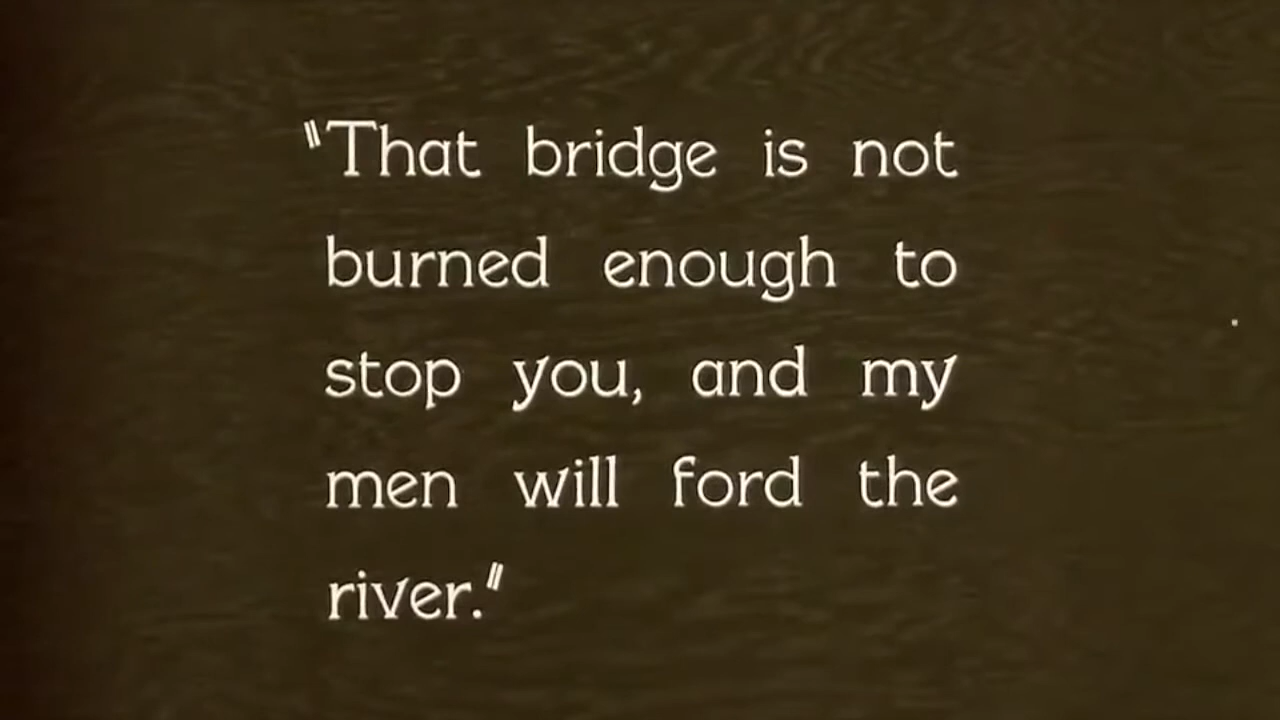 "That bridge is not
burned enough to
stop you, and my
men will ford the
river."